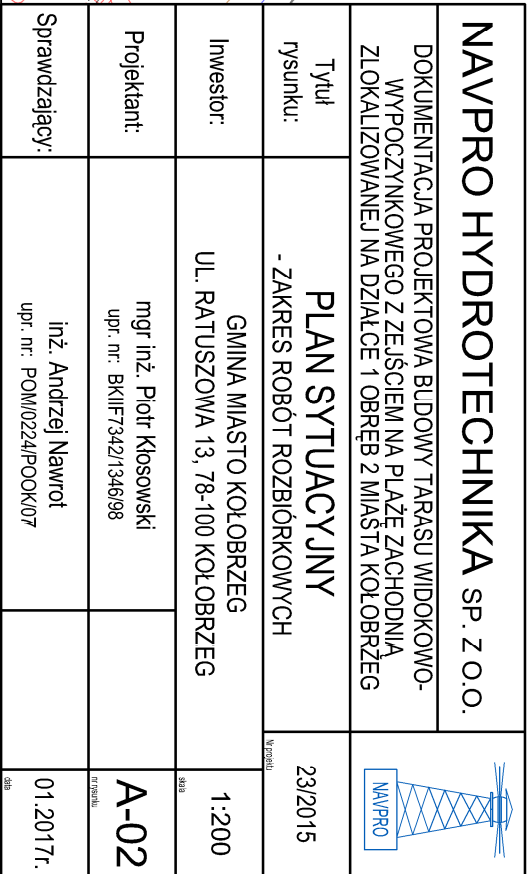 NAVPRO HYDROTECHNIKA SP. Z O.O.
NAVPRO
DOKUMENTACJA PROJEKTOWA BUDOWY TARASU WIDOKOWO-
WYPOCZYNKOWEGO Z ZEJŚCIEM NA PLAŻĘ ZACHODNIĄ
ZLOKALIZOWANEJ NA DZIAŁCE 1 OBRĘB 2 MIASTA KOŁOBRZEG
Tytuł
rysunku:
PLAN SYTUACYJNY
- ZAKRES ROBÓT ROZBIÓRKOWYCH
23/2015
Nr projektu
Inwestor:
GMINA MIASTO KOŁOBRZEG
UL. RATUSZOWA 13, 78-100 KOŁOBRZEG
1:200
skala
Projektant:
mgr inż. Piotr Kłosowski
upr. nr: BKIIF7342/1346/98
A-02
nr rysunku
Sprawdzający:
inż. Andrzej Nawrot
upr. nr: POM/0224/POOK/07
01.2017r.
data